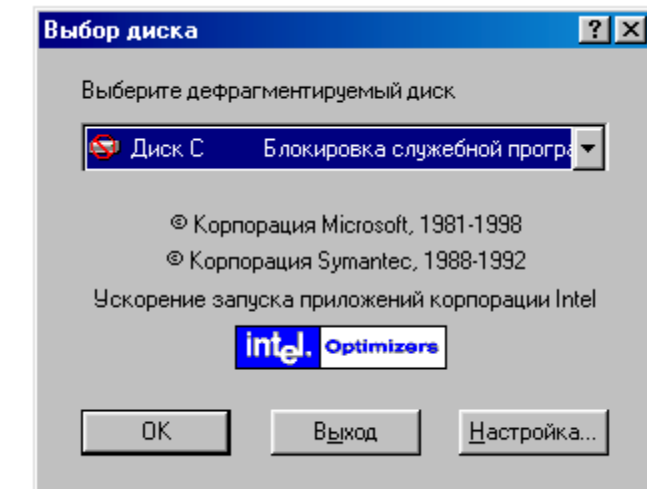 Выбор диска
Выберите дефрагментируемый диск
Диск C Блокировка служебной
© Корпорация Microsoft, 1981-1998
© Корпорация Symantec, 1988-1992
Ускорение запуска приложений корпорации Intel
intel. Optimizers
OK Выход Настройка...